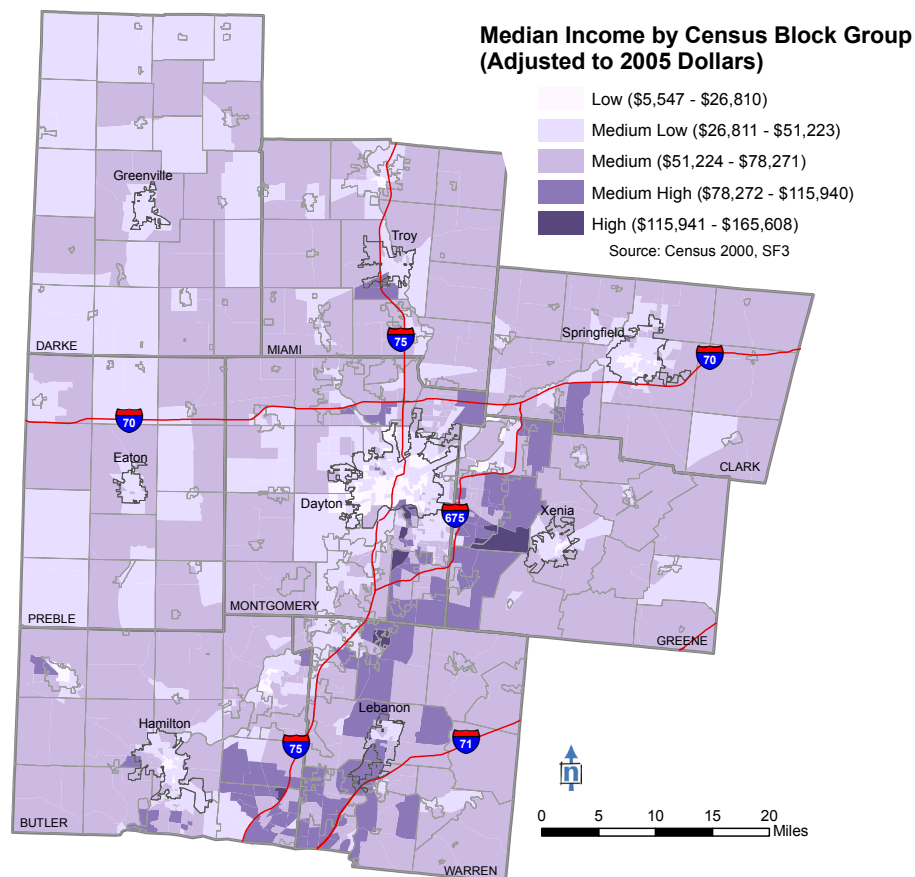 Median Income by Census Block Group
(Adjusted to 2005 Dollars)
Low ($5,547 - $26,810)
Medium Low ($26,811 - $51,223)
Medium ($51,224 - $78,271)
Medium High ($78,272 - $115,940)
High ($115,941 - $165,608)
Source: Census 2000, SF3
Greenville
Troy
DARKE
MIAMI
75
Springfield
70
70
Eaton
CLARK
Dayton
675
Xenia
PREBLE
MONTGOMERY
GREENE
Hamilton
Lebanon
75
71
n
BUTLER
WARREN
0 5 10 15 20
Miles